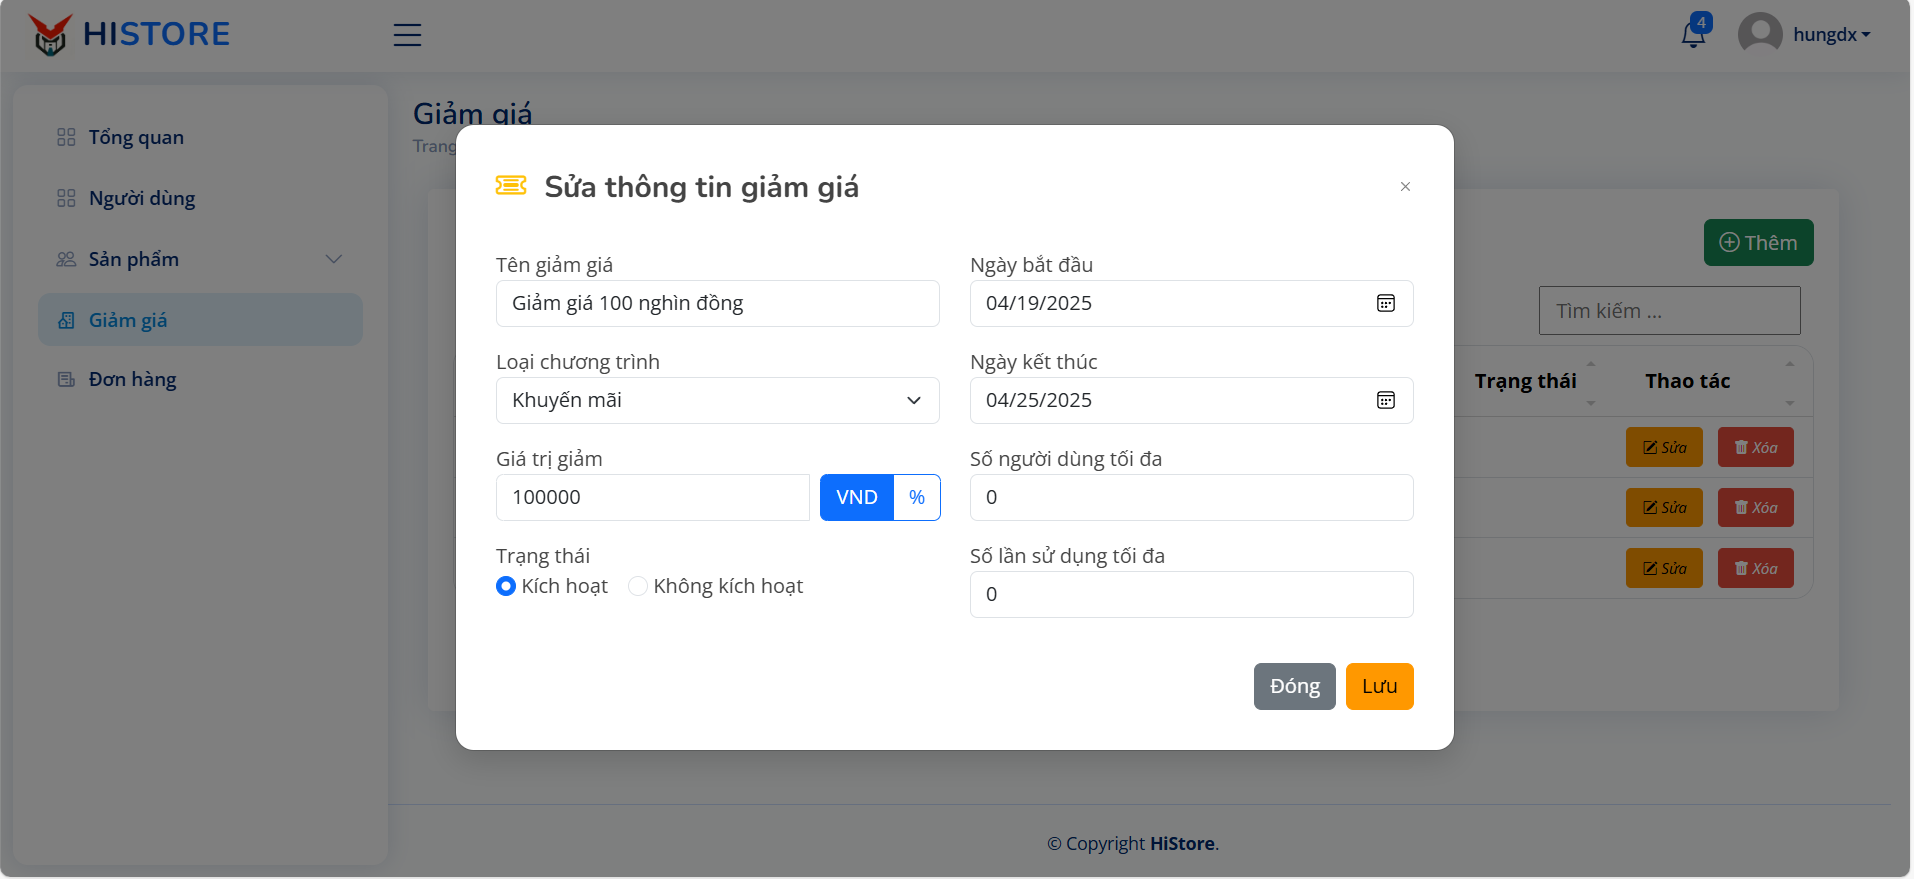 HISTORE
4
hungdx
Tổng quan
Người dùng
Sản phẩm
Giảm giá
Đơn hàng
Giảm giá
Trang
Thêm
Tìm kiếm ...
Trạng thái Thao tác
Sửa Xóa
Sửa Xóa
Sửa Xóa
Sửa thông tin giảm giá
×
Tên giảm giá
Giảm giá 100 nghìn đồng
Ngày bắt đầu
04/19/2025
Loại chương trình
Khuyến mãi
Ngày kết thúc
04/25/2025
Giá trị giảm
100000 VND %
Số người dùng tối đa
0
Trạng thái
Kích hoạt Không kích hoạt
Số lần sử dụng tối đa
0
Đóng Lưu
© Copyright HiStore.